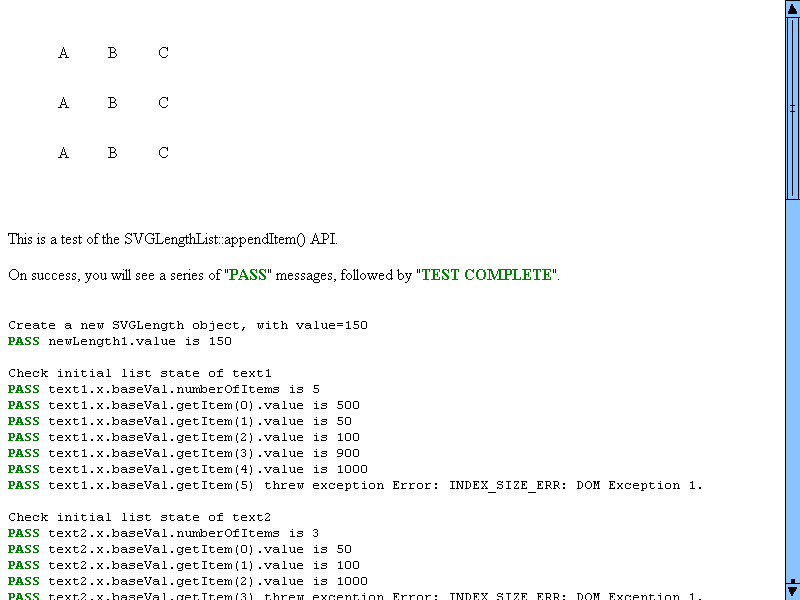 A B C
A B C
A B C
This is a test of the SVGLengthList::appendItem() API.
On success, you will see a series of "PASS" messages, followed by "TEST COMPLETE".
Create a new SVGLength object, with value=150
PASS newLength1.value is 150
Check initial list state of text1
PASS text1.x.baseVal.numberOfItems is 5
PASS text1.x.baseVal.getItem(0).value is 500
PASS text1.x.baseVal.getItem(1).value is 50
PASS text1.x.baseVal.getItem(2).value is 100
PASS text1.x.baseVal.getItem(3).value is 900
PASS text1.x.baseVal.getItem(4).value is 1000
PASS text1.x.baseVal.getItem(5) threw exception Error: INDEX_SIZE_ERR: DOM Exception 1.
Check initial list state of text2
PASS text2.x.baseVal.numberOfItems is 3
PASS text2.x.baseVal.getItem(0).value is 50
PASS text2.x.baseVal.getItem(1).value is 100
PASS text2.x.baseVal.getItem(2).value is 1000
PASS text2.x.baseVal.getItem(3) threw exception Error: INDEX_SIZE_ERR: DOM Exception 1.